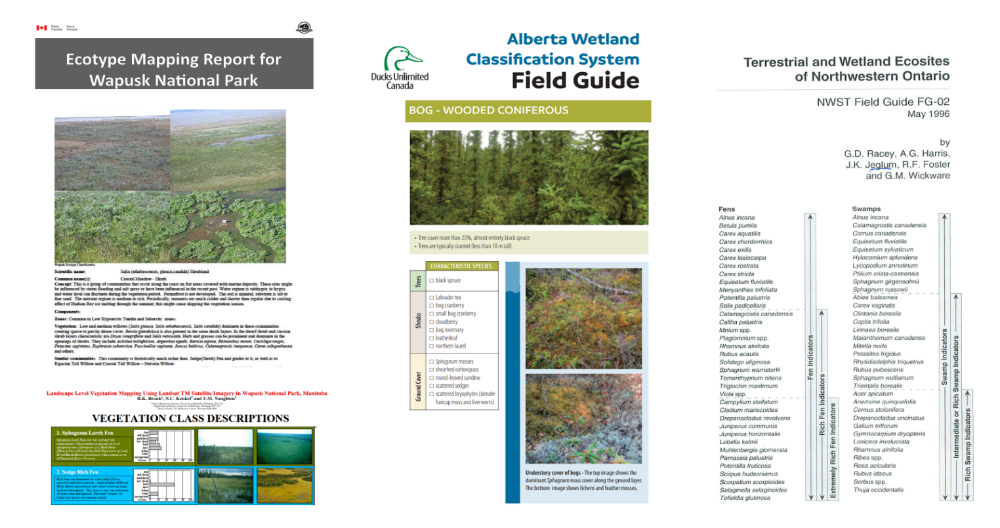 Parks Canada
Parcs Canada
Ecotype Mapping Report for
Wapusk National Park
Wapusk Ecotype Classification
Scientific name: Salix (athabascensis, glauca,candida) Shrubland
Common name(s): Coastal Meadow - Shrub
Concept: This is a group of communities that occur along the coast on flat areas covered with marine deposits. These sites might
be influenced by storm flooding and salt spray or have been influenced in the recent past. Water regime is subhygric to hygric
and water level can fluctuate during the vegetation period. Permafrost is not developed. The soil is mineral; substrate is silt or
fine sand. The nutrient regime is medium to rich. Periodically, summers are much colder and shorter than regular due to cooling
effect of Hudson Bay ice melting through the summer; this might cause skipping the vegetation season.
Components:
Zones: Common in Low Hypoarctic Tundra and Subarctic zones.
Vegetation: Low and medium willows (Salix glauca, Salix athabascensis, Salix candida) dominate in these communities
creating sparse to patchy dense cover. Betula glandulosa is also present in the same shrub layers. In the dwarf shrub and cushion
shrub layers characteristic are Dryas integrifolia and Salix reticulata. Herb and grasses can be prominent and dominate in the
openings of shrubs. They include Achillea millefolium, Argentina egedii, Bartsia alpina, Rhinanthus minor, Castilleja raupii,
Petasites sagittatus, Euphrasia subarctica, Puccinellia vaginata, Juncus balticus, Calamagrostis inexpansa, Carex subspathacea
and others.
Similar communities. This community is floristically much richer than Sedge(Shrub) Fen and grades to it, as well as to
Riparian Tall Willow and Coastal Tall Willow – Netvein Willow.
Landscape Level Vegetation Mapping Using Landsat TM Satellite Imagery in Wapusk National Park, Manitoba
R.K. Brook¹, N.C. Kenkel² and T.M. Naughten³
VEGETATION CLASS DESCRIPTIONS
1. Sphagnum Larch Fen
2. Sedge Rich Fen
Ducks Unlimited
Canada
Alberta Wetland
Classification System
Field Guide
BOG - WOODED CONIFEROUS
• Tree cover more than 25%, almost entirely black spruce
• Trees are typically stunted (less than 10 m tall)
CHARACTERISTIC SPECIES
Trees
black spruce
Shrubs
Labrador tea
bog cranberry
small bog cranberry
cloudberry
bog rosemary
leatherleaf
northern laurel
Ground Cover
Sphagnum mosses
sheathed cottongrass
round-leaved sundew
scattered sedges
scattered bryophytes (slender
haircap moss and liverworts)
Understory cover of bogs - The top image shows the
dominant Sphagnum moss cover along the ground layer.
The bottom image shows lichens and feather mosses.
Terrestrial and Wetland Ecosites
of Northwestern Ontario
NWST Field Guide FG-02
May 1996
by
G.D. Racey, A.G. Harris,
J.K. Jeglum, R.F. Foster
and G.M. Wickware
Fens
Alnus incana
Betula pumila
Carex aquatilis
Carex chordorrhiza
Carex exilis
Carex lasiocarpa
Carex rostrata
Carex stricta
Equisetum fluviatile
Menyanthes trifoliata
Potentilla palustris
Salix pedicellaris
Calamagrostis canadensis
Caltha palustris
Mnium spp.
Plagiomnium spp.
Rhamnus alnifolia
Rubus acaulis
Solidago uliginosa
Sphagnum warnstorfii
Tomenthypnum nitens
Triglochin maritimum
Viola spp.
Campylium stellatum
Cladium mariscoides
Drepanocladus revolvens
Juniperus communis
Juniperus horizontalis
Lobelia kalmii
Muhlenbergia glomerata
Parnassia palustris
Potentilla fruticosa
Scirpus hudsonianus
Scorpidium scorpioides
Selaginella selaginoides
Tofieldia glutinosa
Fen Indicators
Rich Fen Indicators
Extremely Rich Fen Indicators
Swamps
Alnus incana
Calamagrostis canadensis
Cornus canadensis
Equisetum fluviatile
Equisetum sylvaticum
Hylocomium splendens
Lycopodium annotinum
Ptilium crista-castrensis
Sphagnum girgensohnii
Sphagnum russowii
Abies balsamea
Carex vaginata
Clintonia borealis
Coptis trifolia
Linnaea borealis
Maianthemum canadense
Mitella nuda
Petasites frigidus
Rhytidiadelphis triquetrus
Rubus pubescens
Sphagnum wulfianum
Trientalis borealis
Acer spicatum
Anemone quinquefolia
Cornus stolonifera
Drepanocladus uncinatus
Galium triflorum
Gymnocarpium dryopteris
Lonicera involucrata
Rhamnus alnifolia
Ribes spp.
Rosa acicularis
Rubus idaeus
Sorbus spp.
Thuja occidentalis
Swamp Indicators
Intermediate or Rich Swamp Indicators
Rich Swamp Indicators